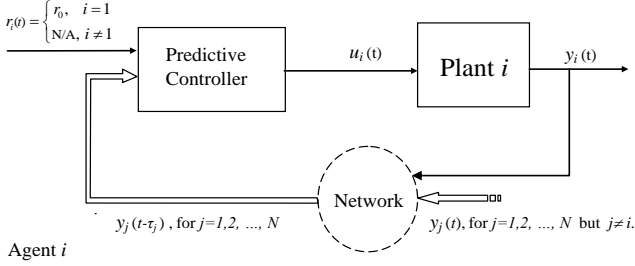 r_i(t) = { r_0, i = 1
N/A, i ≠ 1
Predictive
Controller
u_i(t)
Plant i
y_i(t)
Network
y_j(t-τ_j) , for j=1,2, ..., N
y_j(t), for j=1,2, ..., N but j≠i.
Agent i